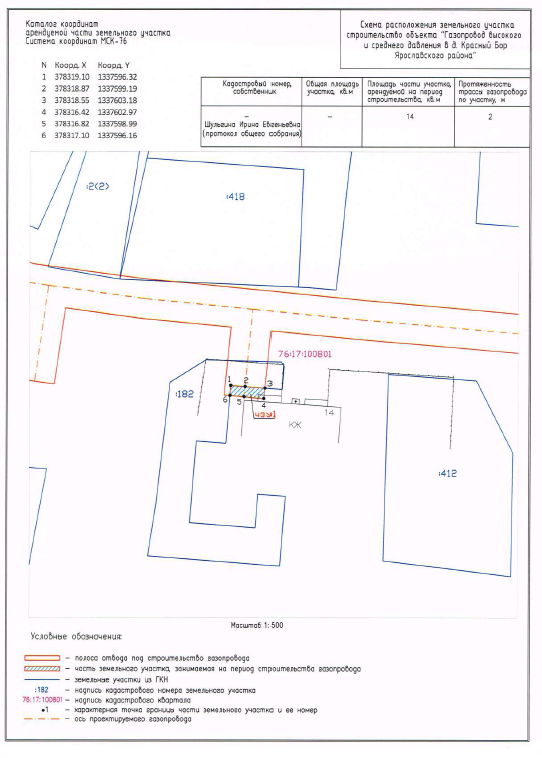 Каталог координат
арендуемой части земельного участка
Система координат МСК-76
N Коорд. X Коорд. Y
1 378319.10 1337596.32
2 378318.87 1337599.19
3 378318.55 1337603.18
4 378316.42 1337602.97
5 378316.82 1337598.99
6 378317.10 1337596.16
Схема расположения земельного участка
строительство объекта "Газопровод высокого
и среднего давления в д. Красный Бор
Ярославского района"
Кадастровый номер, собственник
Общая площадь участка, кв.м
Площади части участка, арендуемой на период строительства, кв.м
Протяженность трассы газопровода по участку, м
–
Шульгина Ирина Евгеньевна
(протокол общего собрания)
–
14
2
:2(2)
:418
76:17:100801
1
2
3
:182
6
5
4
:чзу1
14
КЖ
:412
Масштаб 1:500
Условные обозначения:
– полоса отвода под строительство газопровода
– часть земельного участка, занимаемая на период строительства газопровода
– земельные участки из ГКН
:182 – надпись кадастрового номера земельного участка
76:17:100801 – надпись кадастрового квартала
•1 – характерная точка границы части земельного участка и ее номер
– ось проектируемого газопровода